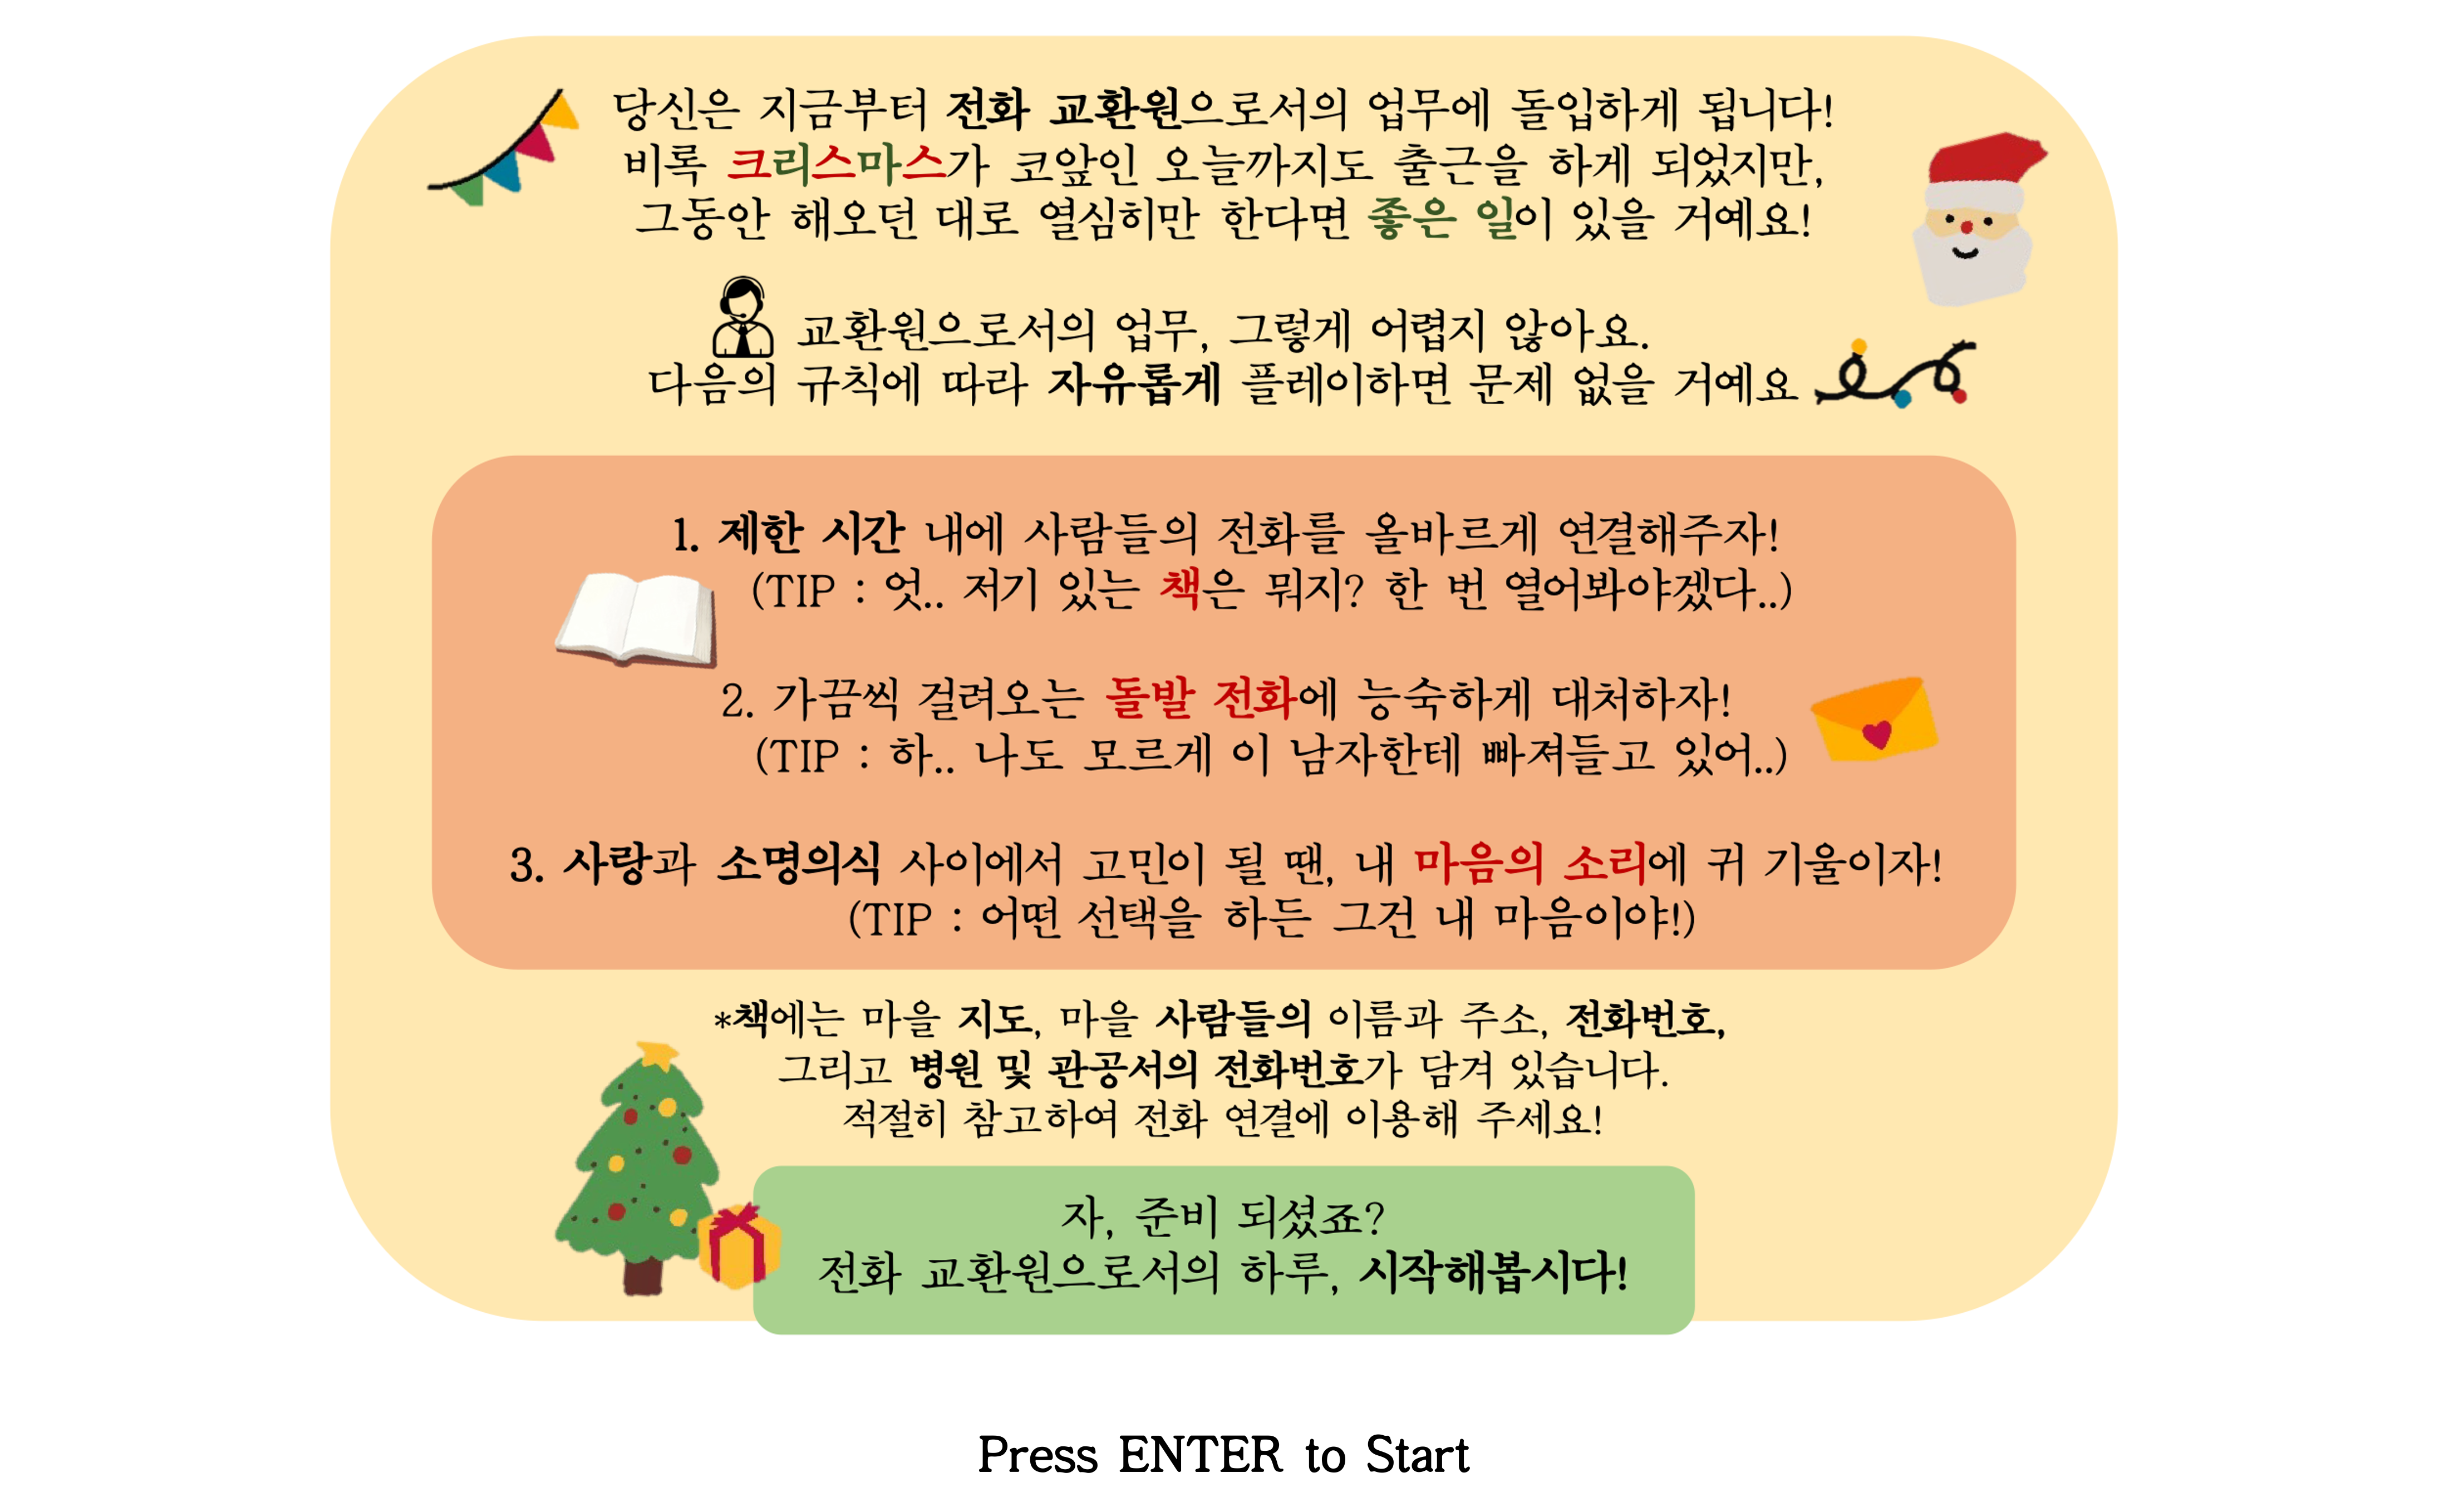 당신은 지금부터 전화 교환원으로서의 업무에 돌입하게 됩니다!
비록 크리스마스가 코앞인 오늘까지도 출근을 하게 되었지만,
그동안 해오던 대로 열심히만 한다면 좋은 일이 있을 거예요!
교환원으로서의 업무, 그렇게 어렵지 않아요.
다음의 규칙에 따라 자유롭게 플레이하면 문제 없을 거예요
1. 제한 시간 내에 사람들의 전화를 올바르게 연결해주자!
(TIP : 엇.. 저기 있는 책은 뭐지? 한 번 열어봐야겠다..)
2. 가끔씩 걸려오는 돌발 전화에 능숙하게 대처하자!
(TIP : 하.. 나도 모르게 이 남자한테 빠져들고 있어..)
3. 사랑과 소명의식 사이에서 고민이 될 땐, 내 마음의 소리에 귀 기울이자!
(TIP : 어떤 선택을 하든 그건 내 마음이야!)
*책에는 마을 지도, 마을 사람들의 이름과 주소, 전화번호,
그리고 병원 및 관공서의 전화번호가 담겨 있습니다.
적절히 참고하여 전화 연결에 이용해 주세요!
자, 준비 되셨죠?
전화 교환원으로서의 하루, 시작해봅시다!
Press ENTER to Start